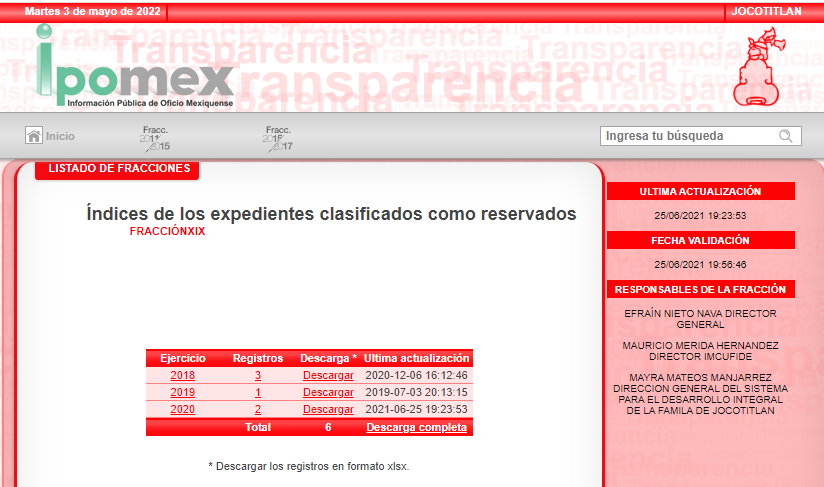 Martes 3 de mayo de 2022
JOCOTITLAN
Transparencia
Transparencia
ipomex
Información Pública de Oficio Mexiquense
Inicio
Fracc.
2015
Fracc.
2017
Ingresa tu búsqueda
LISTADO DE FRACCIONES
Índices de los expedientes clasificados como reservados
FRACCIÓNXIX
Ejercicio Registros Descarga * Ultima actualización
2018 3 Descargar 2020-12-06 16:12:46
2019 1 Descargar 2019-07-03 20:13:15
2020 2 Descargar 2021-06-25 19:23:53
Total 6 Descarga completa
* Descargar los registros en formato xlsx.
ULTIMA ACTUALIZACIÓN
25/06/2021 19:23:53
FECHA VALIDACIÓN
25/06/2021 19:56:46
RESPONSABLES DE LA FRACCIÓN
EFRAÍN NIETO NAVA DIRECTOR
GENERAL
MAURICIO MERIDA HERNANDEZ
DIRECTOR IMCUFIDE
MAYRA MATEOS MANJARREZ
DIRECCION GENERAL DEL SISTEMA
PARA EL DESARROLLO INTEGRAL
DE LA FAMILA DE JOCOTITLAN